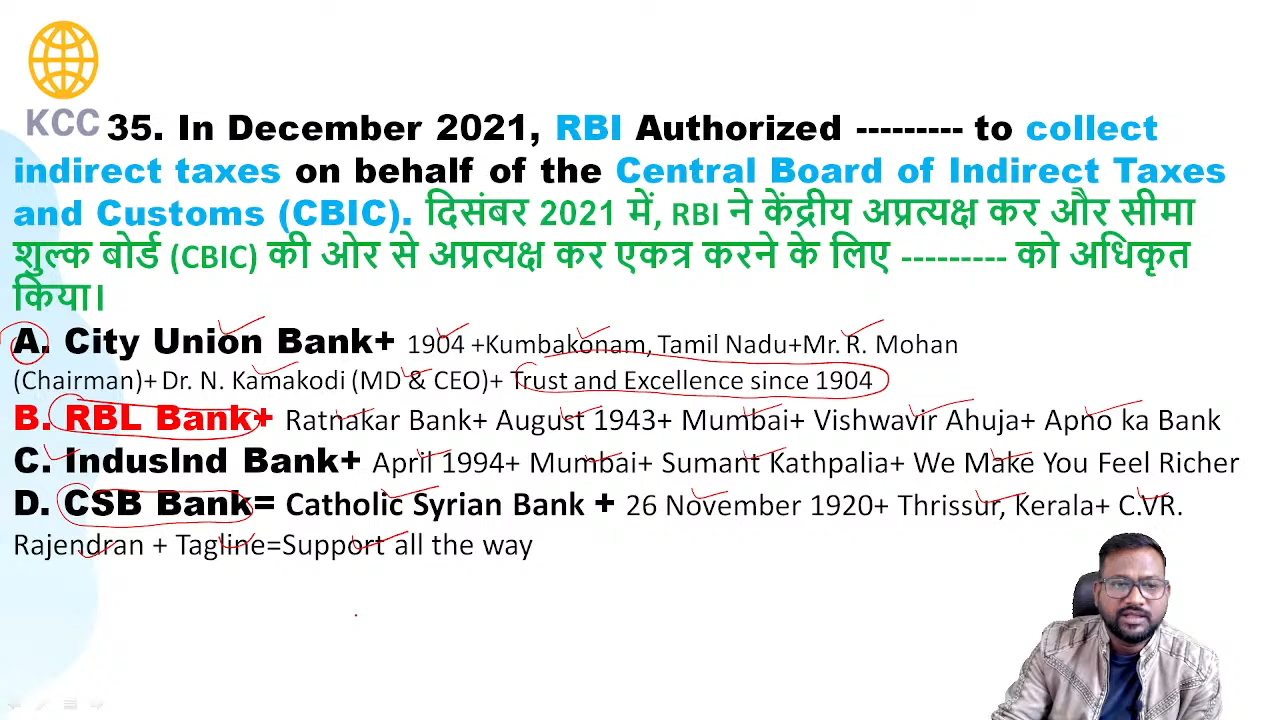 KCC
35. In December 2021, RBI Authorized --------- to collect
indirect taxes on behalf of the Central Board of Indirect Taxes
and Customs (CBIC). दिसंबर 2021 में, RBI ने केंद्रीय अप्रत्यक्ष कर और सीमा
शुल्क बोर्ड (CBIC) की ओर से अप्रत्यक्ष कर एकत्र करने के लिए --------- को अधिकृत
किया।
A. City Union Bank+ 1904 +Kumbakonam, Tamil Nadu+Mr. R. Mohan
(Chairman)+ Dr. N. Kamakodi (MD & CEO)+ Trust and Excellence since 1904
B. RBL Bank+ Ratnakar Bank+ August 1943+ Mumbai+ Vishwavir Ahuja+ Apno ka Bank
C. IndusInd Bank+ April 1994+ Mumbai+ Sumant Kathpalia+ We Make You Feel Richer
D. CSB Bank= Catholic Syrian Bank + 26 November 1920+ Thrissur, Kerala+ C.VR.
Rajendran + Tagline=Support all the way